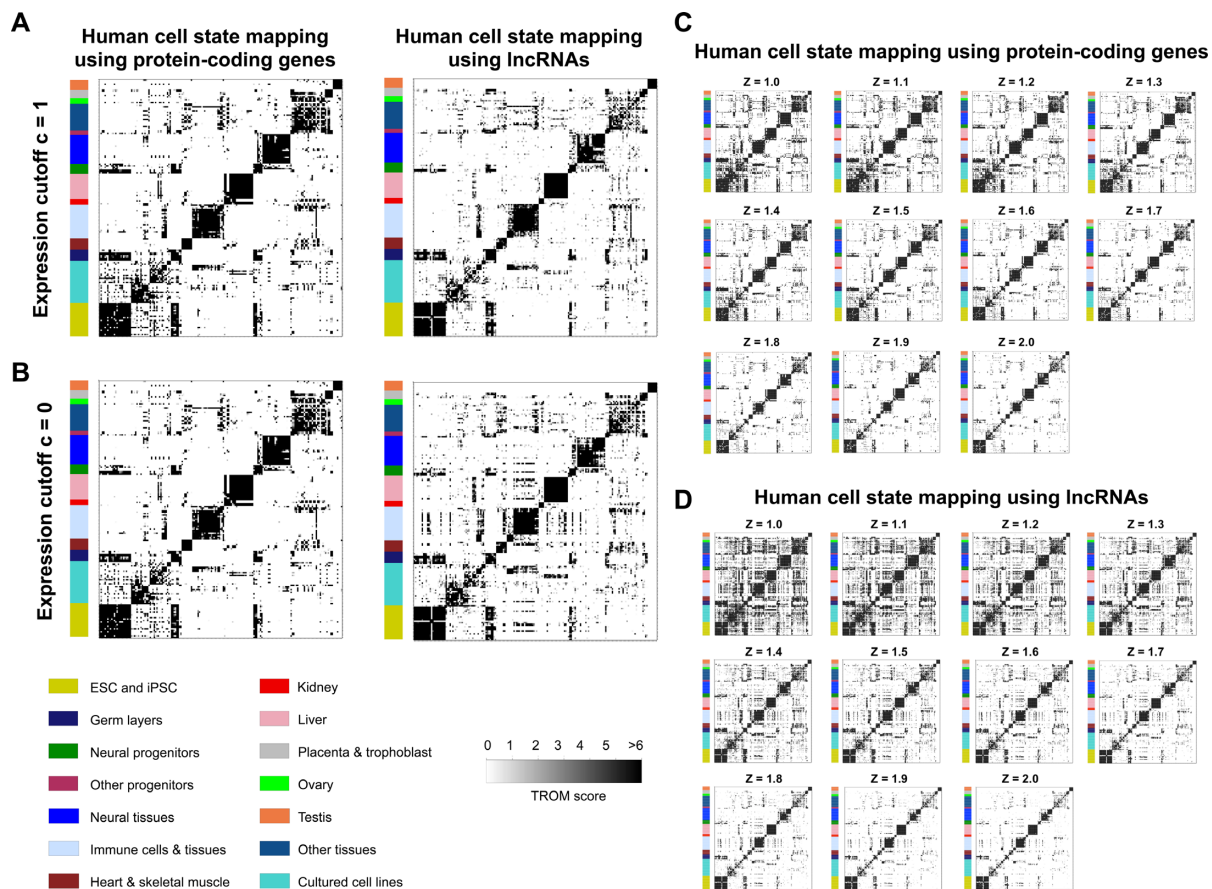 A
Human cell state mapping
using protein-coding genes
Human cell state mapping
using lncRNAs
Expression cutoff c = 1
B
Expression cutoff c = 0
ESC and iPSC
Germ layers
Neural progenitors
Other progenitors
Neural tissues
Immune cells & tissues
Heart & skeletal muscle
Kidney
Liver
Placenta & trophoblast
Ovary
Testis
Other tissues
Cultured cell lines
0 1 2 3 4 5 >6
TROM score
C
Human cell state mapping using protein-coding genes
Z = 1.0 Z = 1.1 Z = 1.2 Z = 1.3
Z = 1.4 Z = 1.5 Z = 1.6 Z = 1.7
Z = 1.8 Z = 1.9 Z = 2.0
D
Human cell state mapping using lncRNAs
Z = 1.0 Z = 1.1 Z = 1.2 Z = 1.3
Z = 1.4 Z = 1.5 Z = 1.6 Z = 1.7
Z = 1.8 Z = 1.9 Z = 2.0